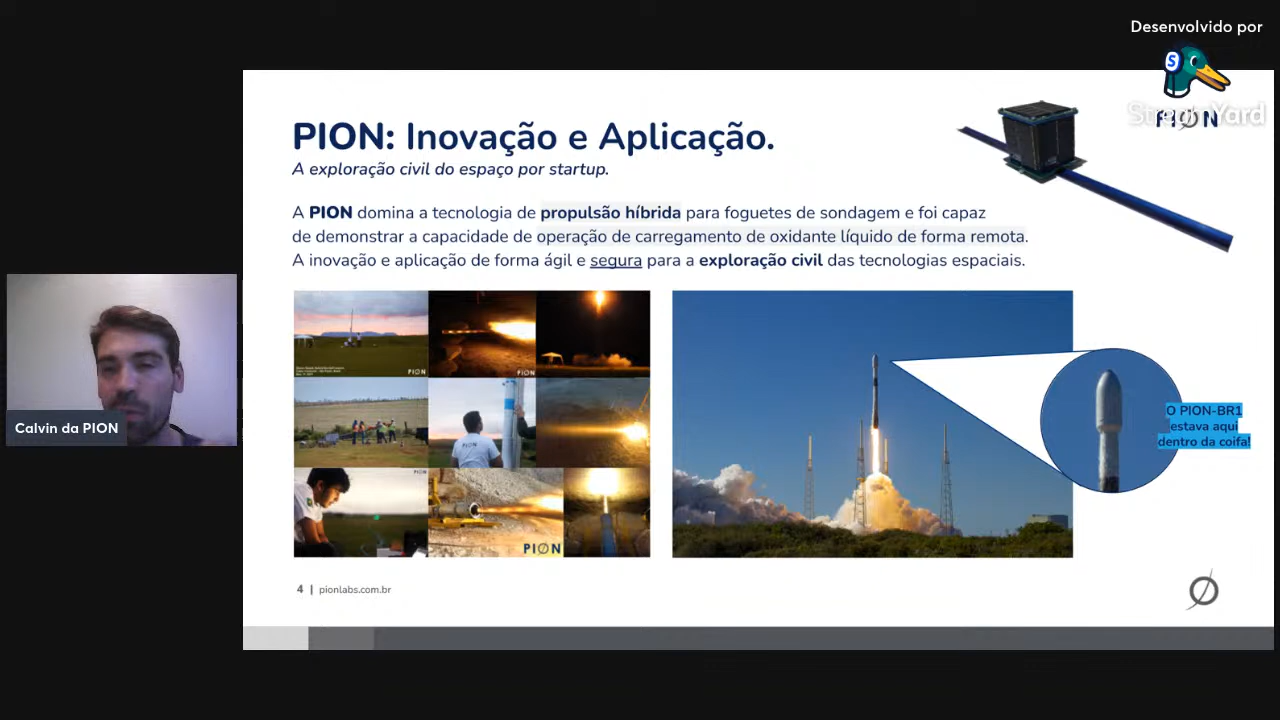 Desenvolvido por
StreamYard
PION
PION: Inovação e Aplicação.
A exploração civil do espaço por startup.
A PION domina a tecnologia de propulsão híbrida para foguetes de sondagem e foi capaz
de demonstrar a capacidade de operação de carregamento de oxidante líquido de forma remota.
A inovação e aplicação de forma ágil e segura para a exploração civil das tecnologias espaciais.
PION
PION
PION
PION
PION
O PION-BR1
estava aqui
dentro da coifa!
Calvin da PION
4 | pionlabs.com.br